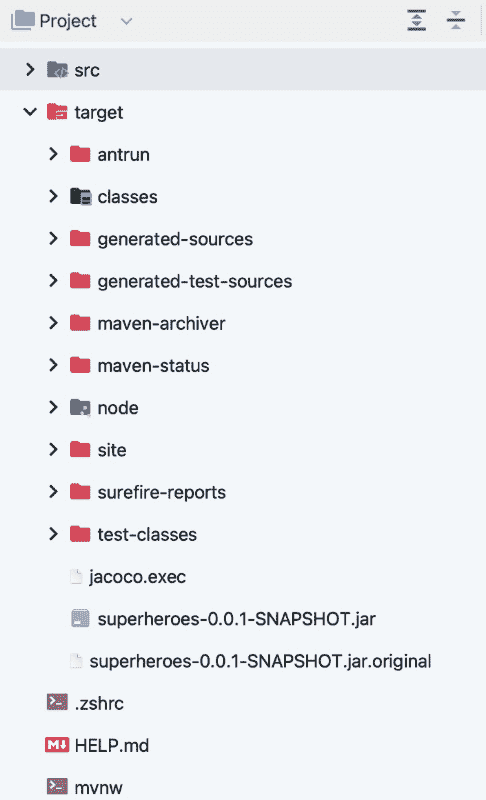 Project
src
target
antrun
classes
generated-sources
generated-test-sources
maven-archiver
maven-status
node
site
surefire-reports
test-classes
jacoco.exec
superheroes-0.0.1-SNAPSHOT.jar
superheroes-0.0.1-SNAPSHOT.jar.original
.zshrc
HELP.md
mvnw